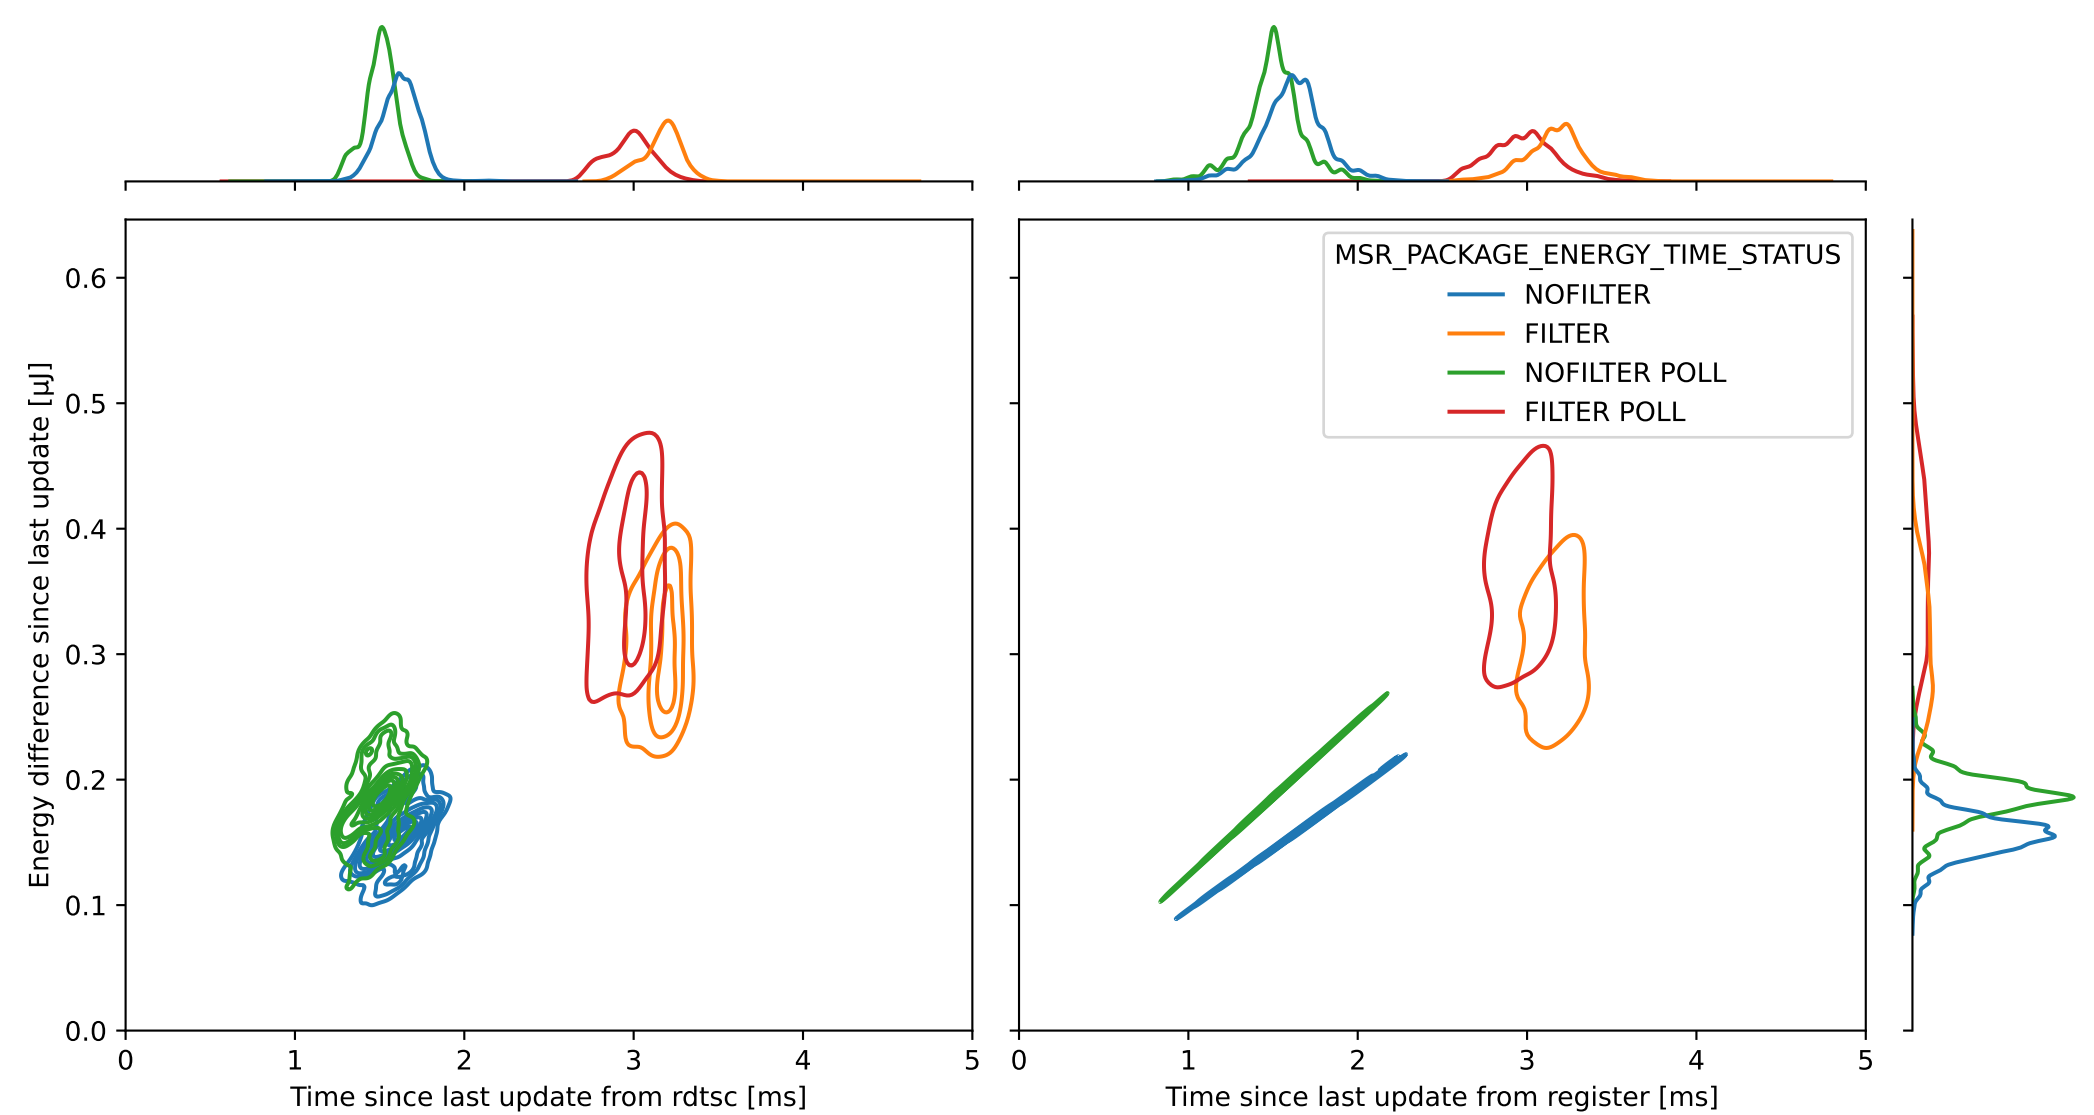 MSR_PACKAGE_ENERGY_TIME_STATUS
NOFILTER
FILTER
NOFILTER POLL
FILTER POLL
Energy difference since last update [µJ]
0.6
0.5
0.4
0.3
0.2
0.1
0.0
0 1 2 3 4 5
0 1 2 3 4 5
Time since last update from rdtsc [ms]
Time since last update from register [ms]